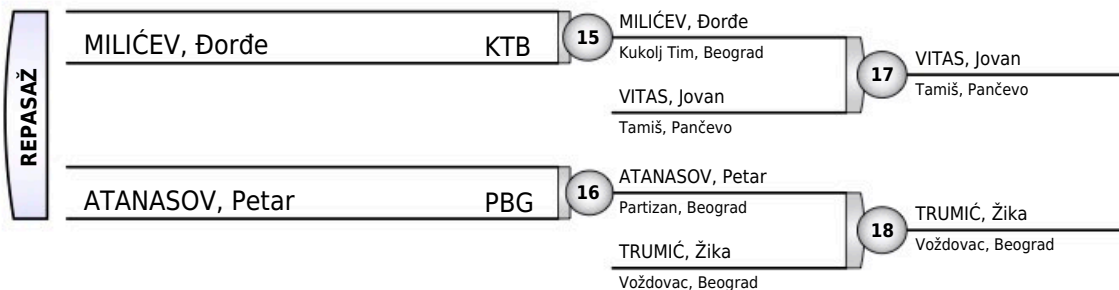 REPASAŽ
MILIĆEV, Đorđe KTB
15
MILIĆEV, Đorđe
Kukolj Tim, Beograd
VITAS, Jovan
Tamiš, Pančevo
17
VITAS, Jovan
Tamiš, Pančevo
ATANASOV, Petar PBG
16
ATANASOV, Petar
Partizan, Beograd
TRUMIĆ, Žika
Voždovac, Beograd
18
TRUMIĆ, Žika
Voždovac, Beograd